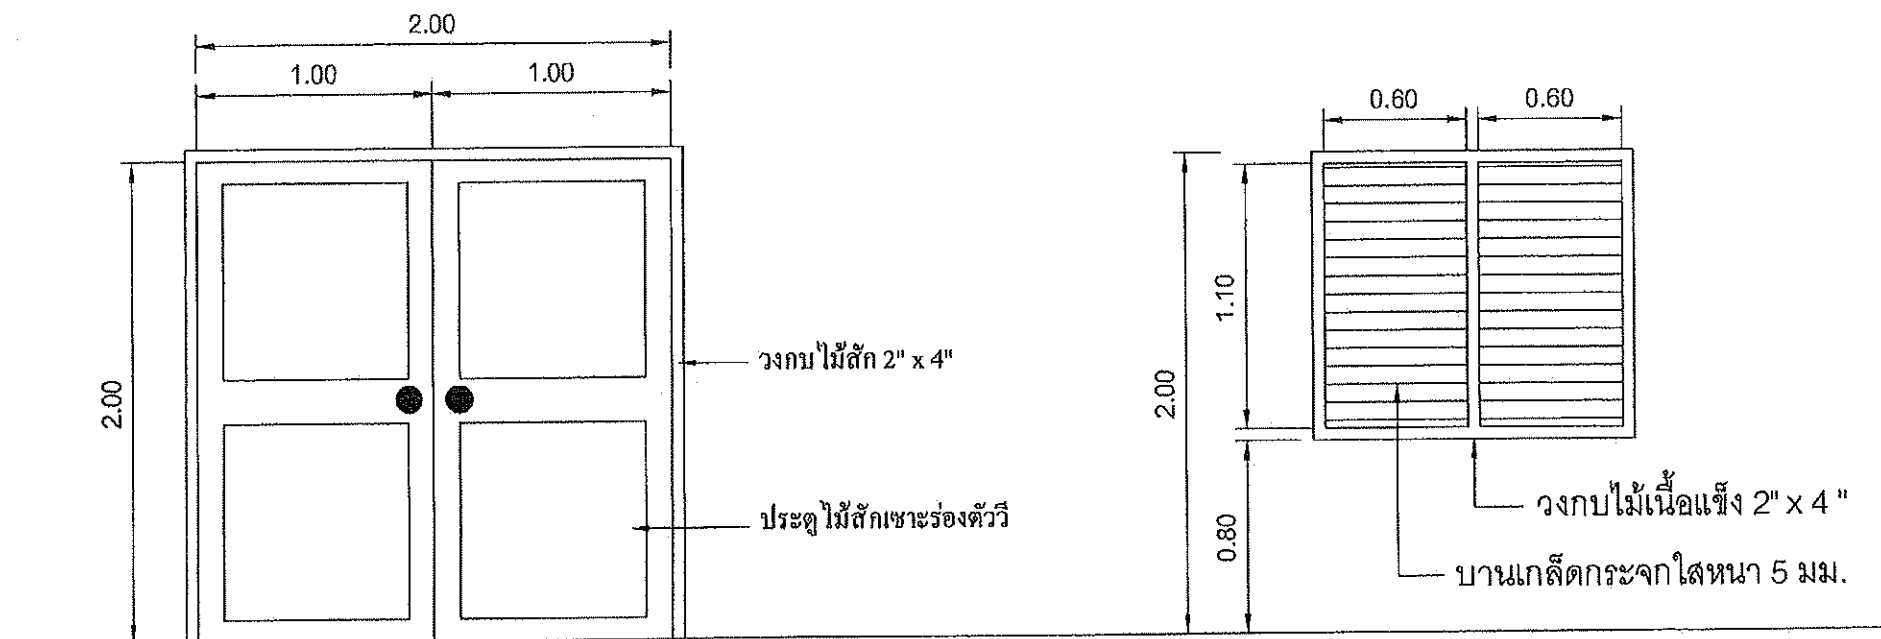 2.00
1.00 1.00
2.00
วงกบไม้สัก 2" x 4"
ประตูไม้สักเซาะร่องตัววี
0.60 0.60
1.10
2.00
0.80
วงกบไม้เนื้อแข็ง 2" x 4 "
บานเกล็ดกระจกใสหนา 5 มม.